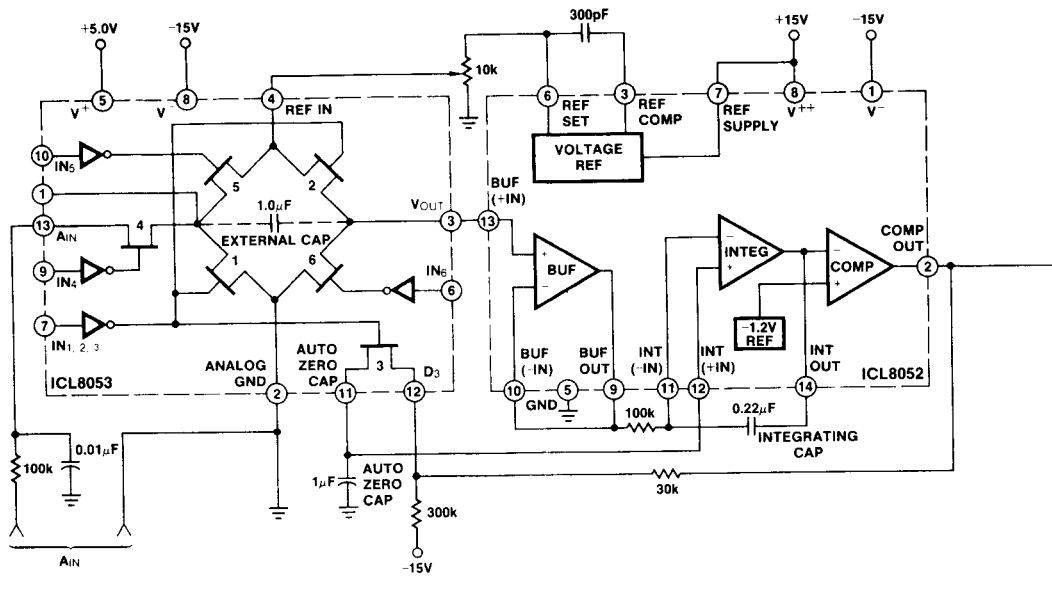 +5.0V
-15V
300pF
+15V
-15V
10k
5
8
4
6
3
7
8
1
V+
V-
REF IN
REF SET
REF COMP
REF SUPPLY
V++
V-
10
IN5
VOLTAGE REF
1
5
2
BUF (+IN)
13
AIN
4
1.0µF
EXTERNAL CAP
VOUT
3
13
INTEG
COMP OUT
9
IN4
1
6
IN6
6
+
BUF
-
-
+
-
COMP
+
2
7
IN1, 2, 3
-1.2V REF
ANALOG GND
AUTO ZERO CAP
3
D3
BUF (-IN)
BUF OUT
INT (-IN)
INT (+IN)
INT OUT
ICL8053
ICL8052
2
11
12
10
5
GND
9
11
12
14
100k
0.22µF
INTEGRATING CAP
0.01µF
100k
1µF
AUTO ZERO CAP
30k
300k
-15V
AIN